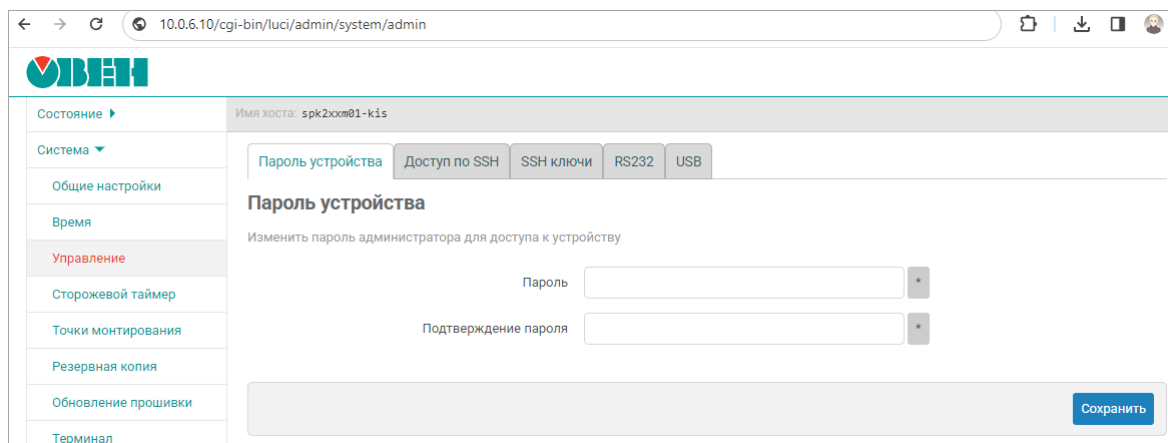 10.0.6.10/cgi-bin/luci/admin/system/admin
ОВЕН
Состояние
Имя хоста: spk2xxm01-kis
Система
Пароль устройства Доступ по SSH SSH ключи RS232 USB
Общие настройки
Пароль устройства
Время
Изменить пароль администратора для доступа к устройству
Управление
Пароль *
Сторожевой таймер
Подтверждение пароля *
Точки монтирования
Резервная копия
Обновление прошивки
Сохранить
Терминал